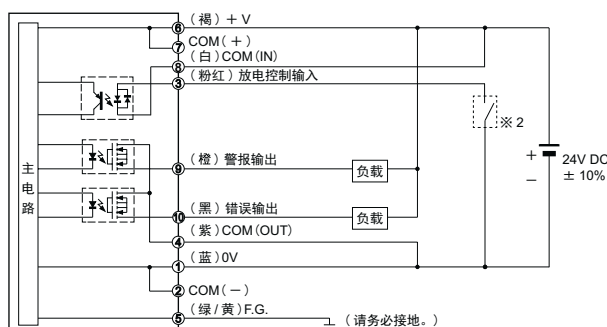 ⑥ (褐) + V
⑦ COM(+)
⑧ (白) COM(IN)
③ (粉红) 放电控制输入
※ 2
主电路
⑨ (橙) 警报输出
负载
+
−
24V DC
± 10%
⑩ (黑) 错误输出
负载
④ (紫) COM(OUT)
① (蓝) 0V
② COM(−)
⑤ (绿/黄) F.G.
(请务必接地。)